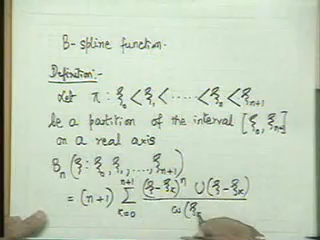 B-spline function.
Definition:-
Let π : ξ₀ < ξ₁ < ...... < ξₙ < ξₙ₊₁
be a partition of the interval [ξ₀, ξₙ₊₁]
on a real axis
Bₙ(ξ : ξ₀, ξ₁, ....., ξₙ₊₁)
= (n+1) Σ_{r=0}^{n+1} (ξ-ξᵣ)ⁿ U(ξ-ξᵣ) / ω(ξᵣ